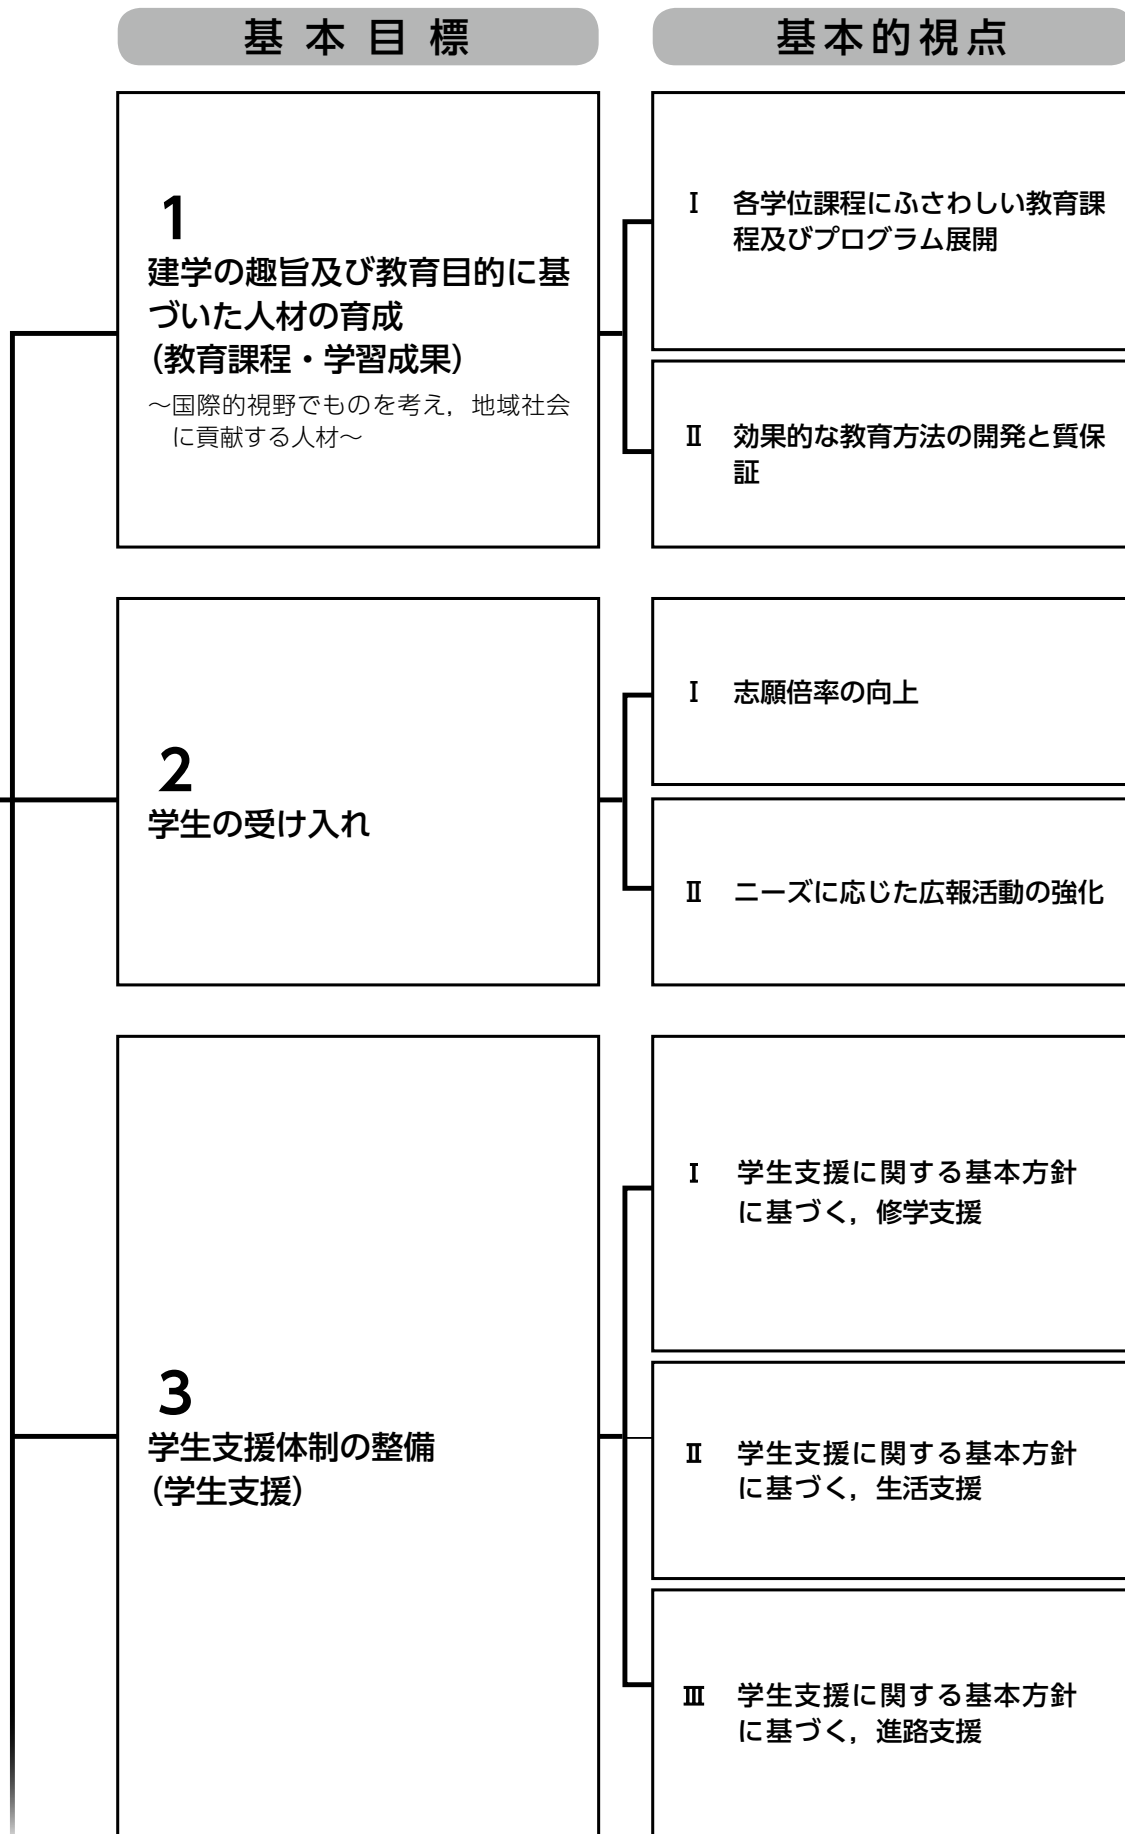 基本目標
基本的視点
1
建学の趣旨及び教育目的に基
づいた人材の育成
（教育課程・学習成果）
～国際的視野でものを考え，地域社会
に貢献する人材～
Ⅰ 各学位課程にふさわしい教育課
程及びプログラム展開
Ⅱ 効果的な教育方法の開発と質保
証
2
学生の受け入れ
Ⅰ 志願倍率の向上
Ⅱ ニーズに応じた広報活動の強化
3
学生支援体制の整備
（学生支援）
Ⅰ 学生支援に関する基本方針
に基づく，修学支援
Ⅱ 学生支援に関する基本方針
に基づく，生活支援
Ⅲ 学生支援に関する基本方針
に基づく，進路支援